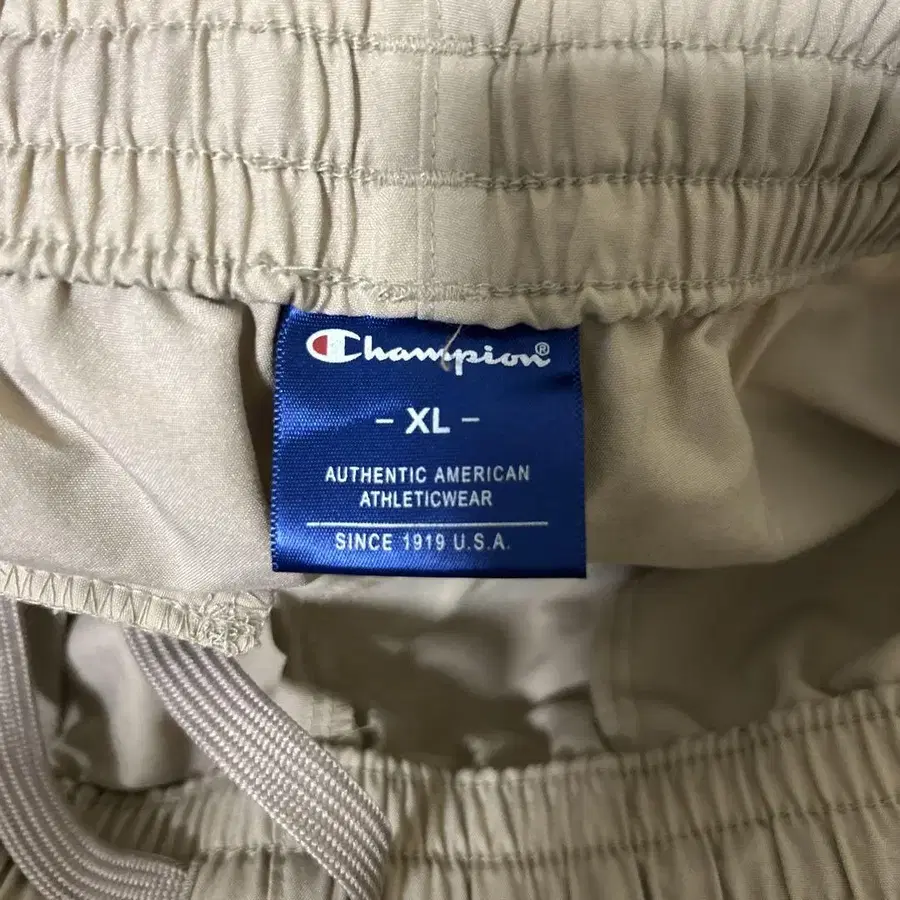 Champion®
- XL -
AUTHENTIC AMERICAN
ATHLETICWEAR
SINCE 1919 U.S.A.